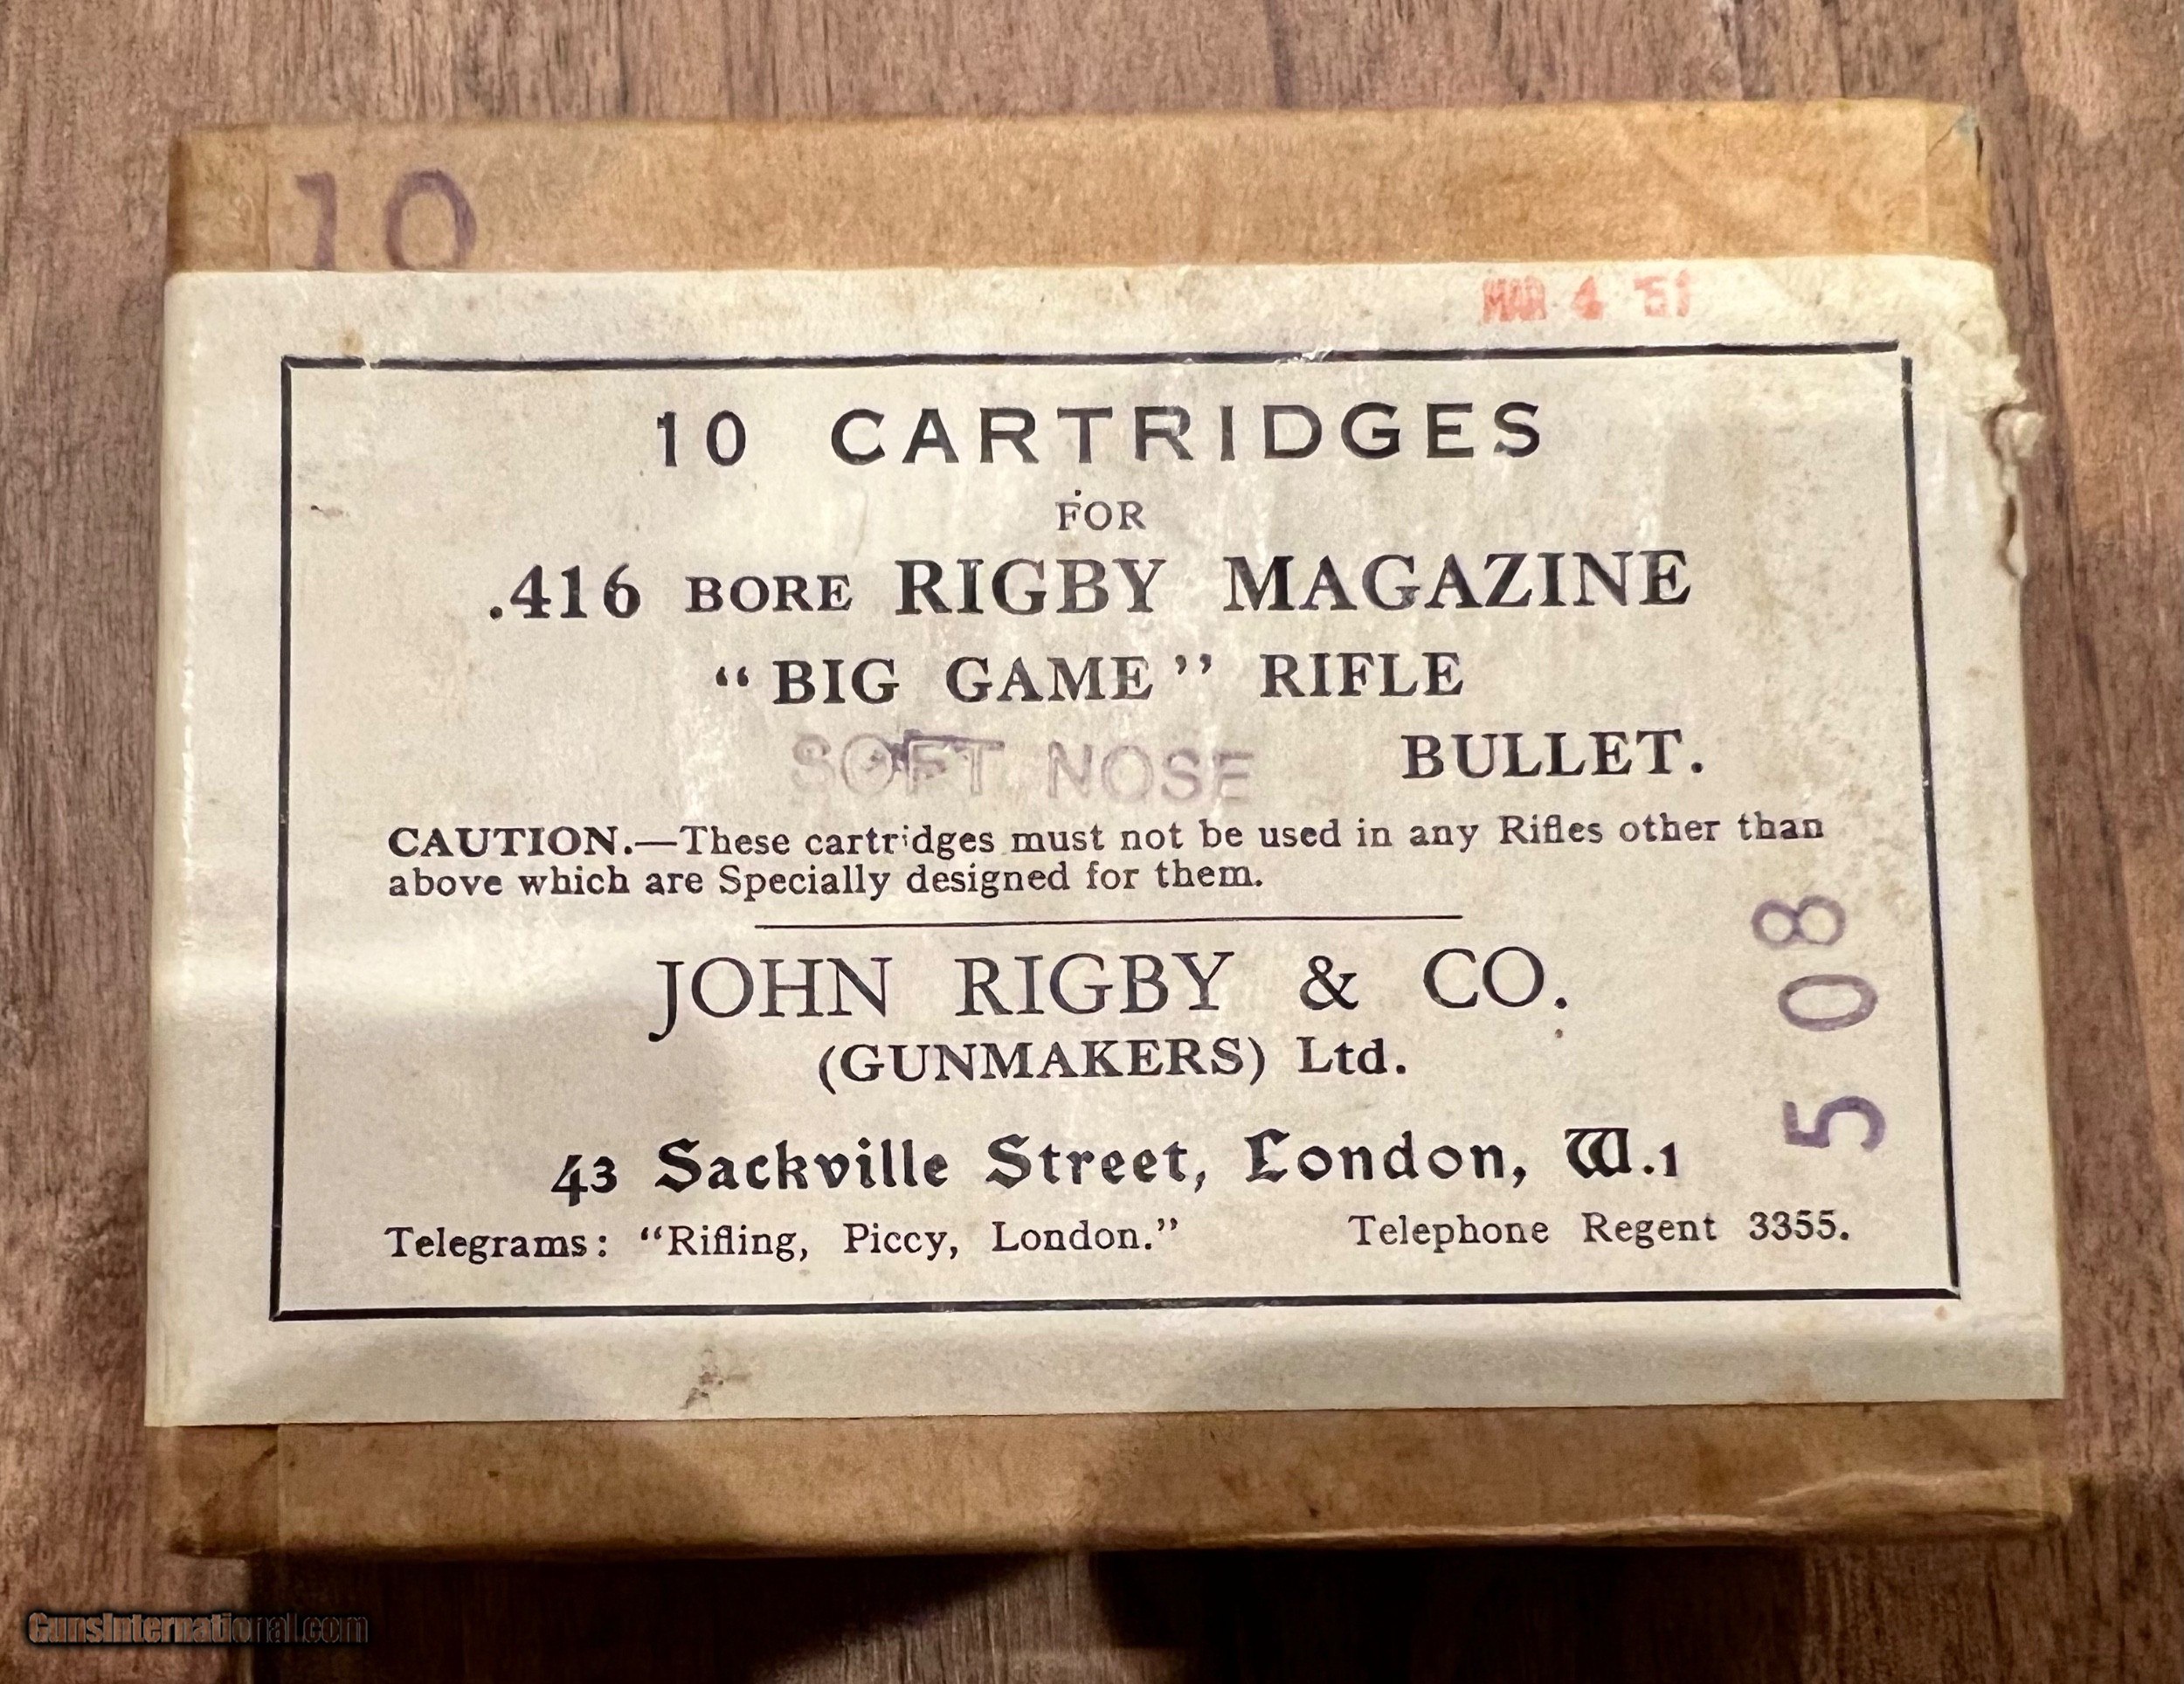 10
MAR 4 '51
10 CARTRIDGES
FOR
.416 BORE RIGBY MAGAZINE
“BIG GAME” RIFLE
SOFT NOSE BULLET.
CAUTION.—These cartridges must not be used in any Rifles other than
above which are Specially designed for them.
JOHN RIGBY & CO.
(GUNMAKERS) Ltd.
43 Sackville Street, London, W.1
Telegrams: “Rifling, Piccy, London.” Telephone Regent 3355.
508
GunsInternational.com